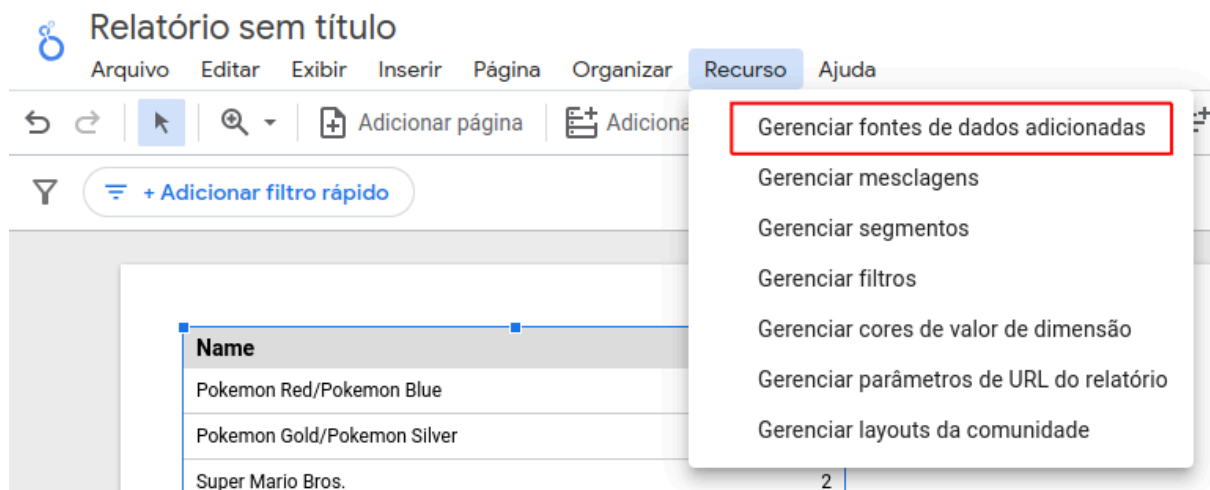 Relatório sem título
Arquivo Editar Exibir Inserir Página Organizar Recurso Ajuda
Adicionar página Adiciona
Gerenciar fontes de dados adicionadas
+ Adicionar filtro rápido
Gerenciar mesclagens
Gerenciar segmentos
Gerenciar filtros
Gerenciar cores de valor de dimensão
Gerenciar parâmetros de URL do relatório
Gerenciar layouts da comunidade
Name
Pokemon Red/Pokemon Blue
Pokemon Gold/Pokemon Silver
Super Mario Bros. 2